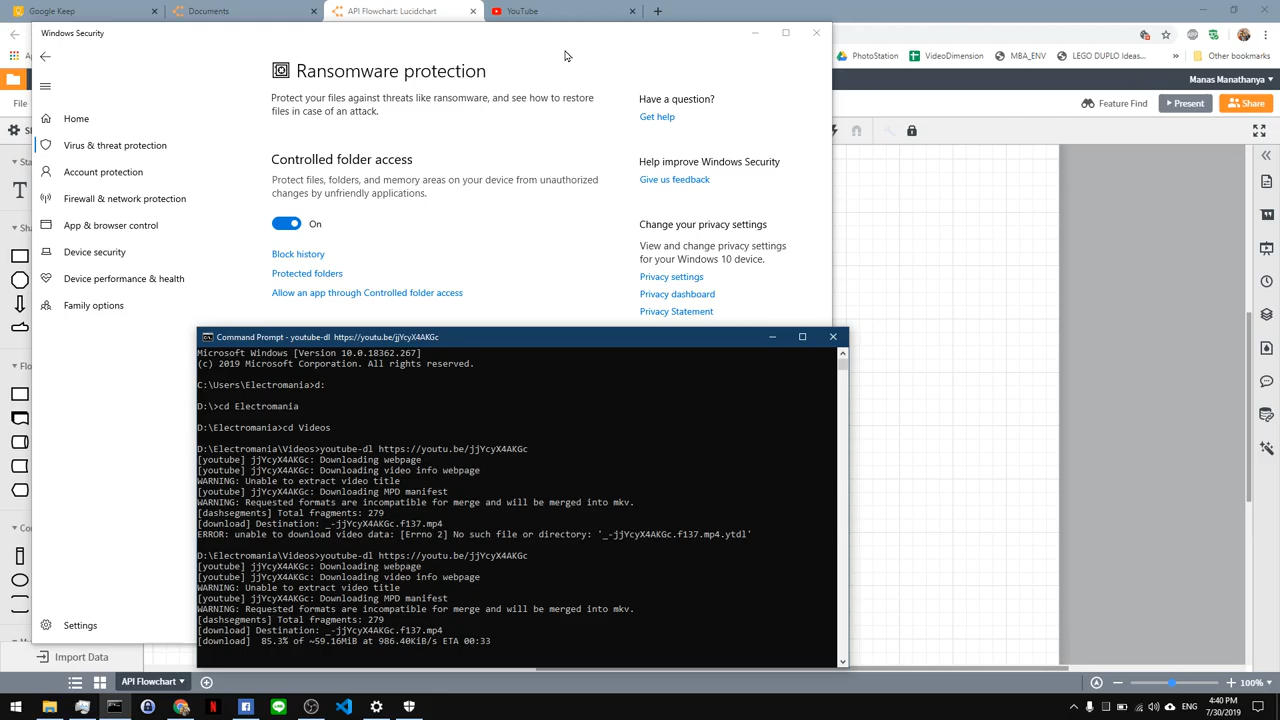 Google Keep
Documents
API Flowchart: Lucidchart
YouTube
Windows Security
PhotoStation
VideoDimension
MBA_ENV
LEGO DUPLO Ideas...
»
Other bookmarks
Manas Manathanya
File
Feature Find
Present
Share
Ransomware protection
Protect your files against threats like ransomware, and see how to restore
files in case of an attack.
Have a question?
Get help
Home
Virus & threat protection
Account protection
Firewall & network protection
App & browser control
Device security
Device performance & health
Family options
Settings
Controlled folder access
Protect files, folders, and memory areas on your device from unauthorized
changes by unfriendly applications.
On
Block history
Protected folders
Allow an app through Controlled folder access
Help improve Windows Security
Give us feedback
Change your privacy settings
View and change privacy settings
for your Windows 10 device.
Privacy settings
Privacy dashboard
Privacy Statement
Command Prompt - youtube-dl  https://youtu.be/jjYcyX4AKGc
Microsoft Windows [Version 10.0.18362.267]
(c) 2019 Microsoft Corporation. All rights reserved.
C:\Users\Electromania>d:
D:\>cd Electromania
D:\Electromania>cd Videos
D:\Electromania\Videos>youtube-dl https://youtu.be/jjYcyX4AKGc
[youtube] jjYcyX4AKGc: Downloading webpage
[youtube] jjYcyX4AKGc: Downloading video info webpage
WARNING: Unable to extract video title
[youtube] jjYcyX4AKGc: Downloading MPD manifest
WARNING: Requested formats are incompatible for merge and will be merged into mkv.
[dashsegments] Total fragments: 279
[download] Destination: _-jjYcyX4AKGc.f137.mp4
ERROR: unable to download video data: [Errno 2] No such file or directory: '_-jjYcyX4AKGc.f137.mp4.ytdl'
D:\Electromania\Videos>youtube-dl https://youtu.be/jjYcyX4AKGc
[youtube] jjYcyX4AKGc: Downloading webpage
[youtube] jjYcyX4AKGc: Downloading video info webpage
WARNING: Unable to extract video title
[youtube] jjYcyX4AKGc: Downloading MPD manifest
WARNING: Requested formats are incompatible for merge and will be merged into mkv.
[dashsegments] Total fragments: 279
[download] Destination: _-jjYcyX4AKGc.f137.mp4
[download]  85.3% of ~59.16MiB at 986.40KiB/s ETA 00:33
Import Data
API Flowchart
100%
ENG
4:40 PM
7/30/2019